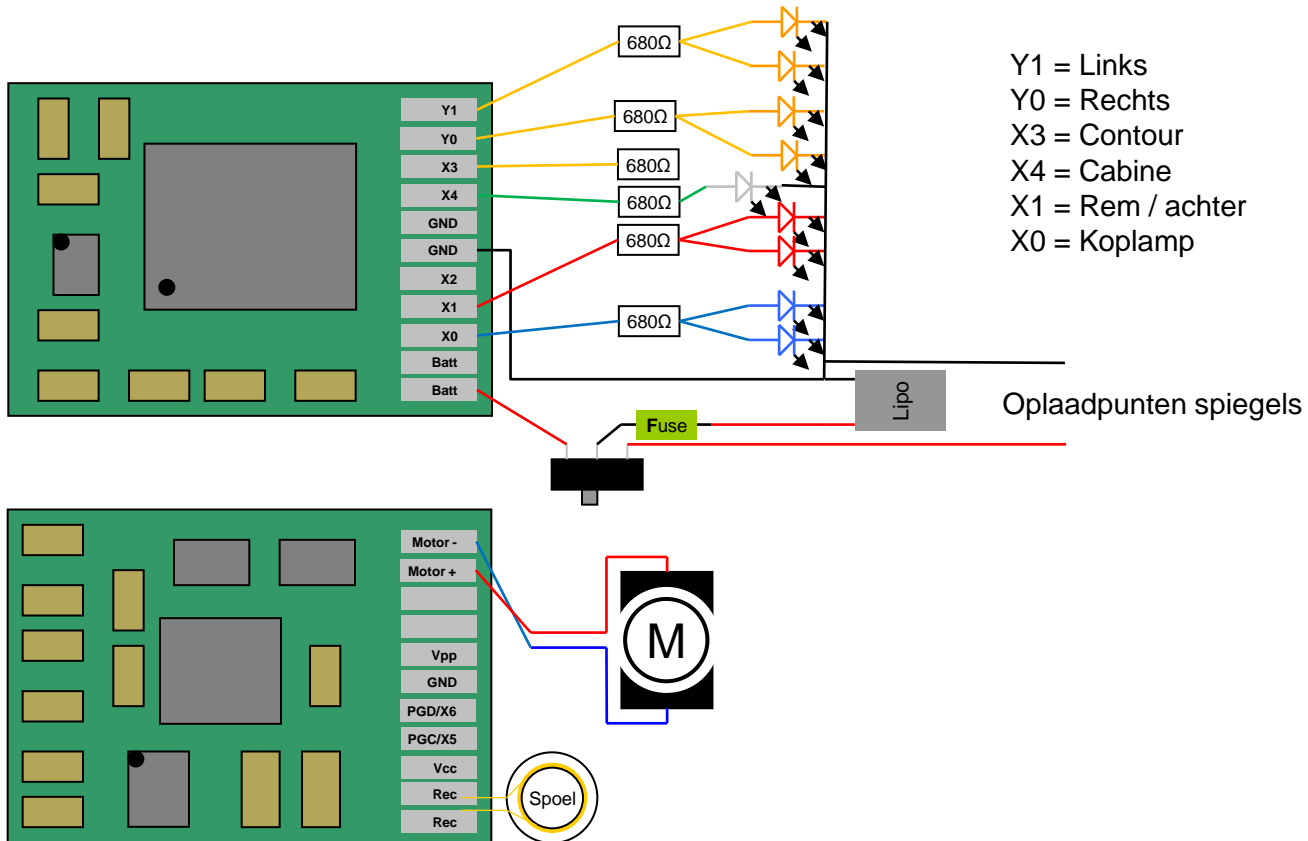 680Ω
Y1 = Links
Y0 = Rechts
X3 = Contour
X4 = Cabine
X1 = Rem / achter
X0 = Koplamp
Y1
680Ω
Y0
X3
680Ω
X4
680Ω
GND
680Ω
GND
X2
X1
680Ω
X0
Batt
Batt
Lipo
Oplaadpunten spiegels
Fuse
Motor -
Motor +
M
Vpp
GND
PGD/X6
PGC/X5
Vcc
Rec
Spoel
Rec